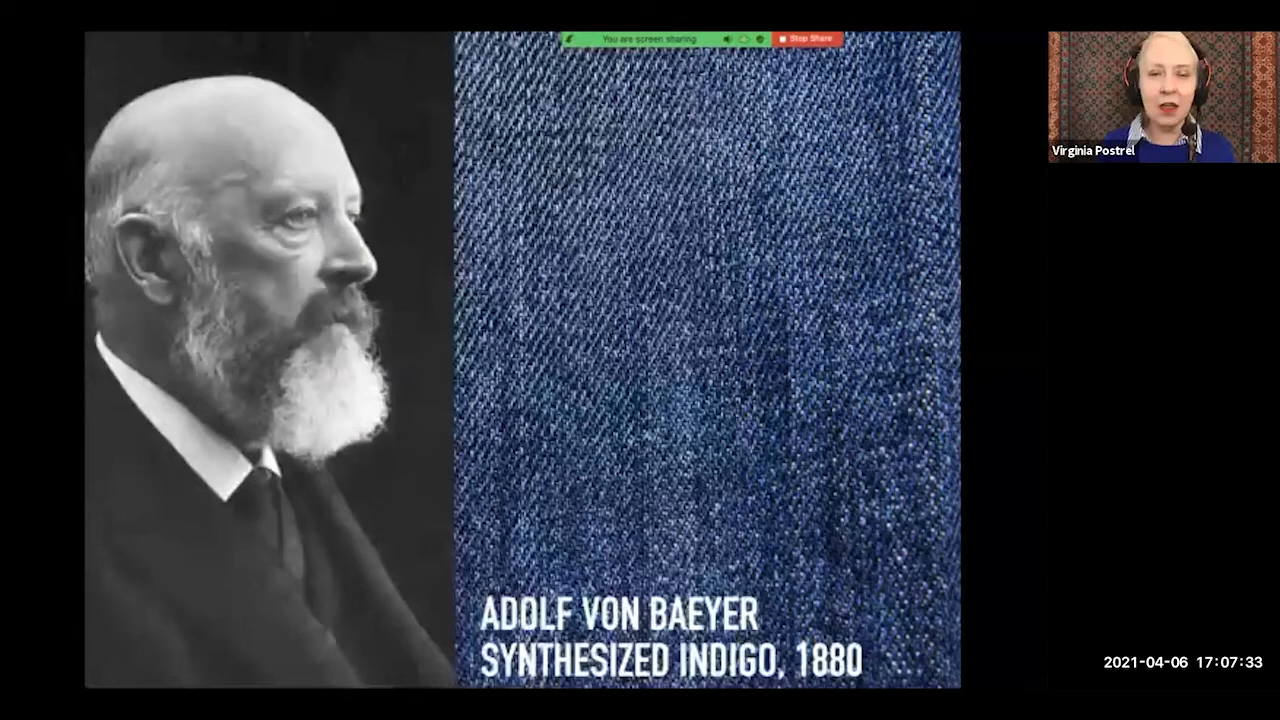 You are screen sharing
Stop Share
Virginia Postrel
ADOLF VON BAEYER
SYNTHESIZED INDIGO, 1880
2021-04-06 17:07:33